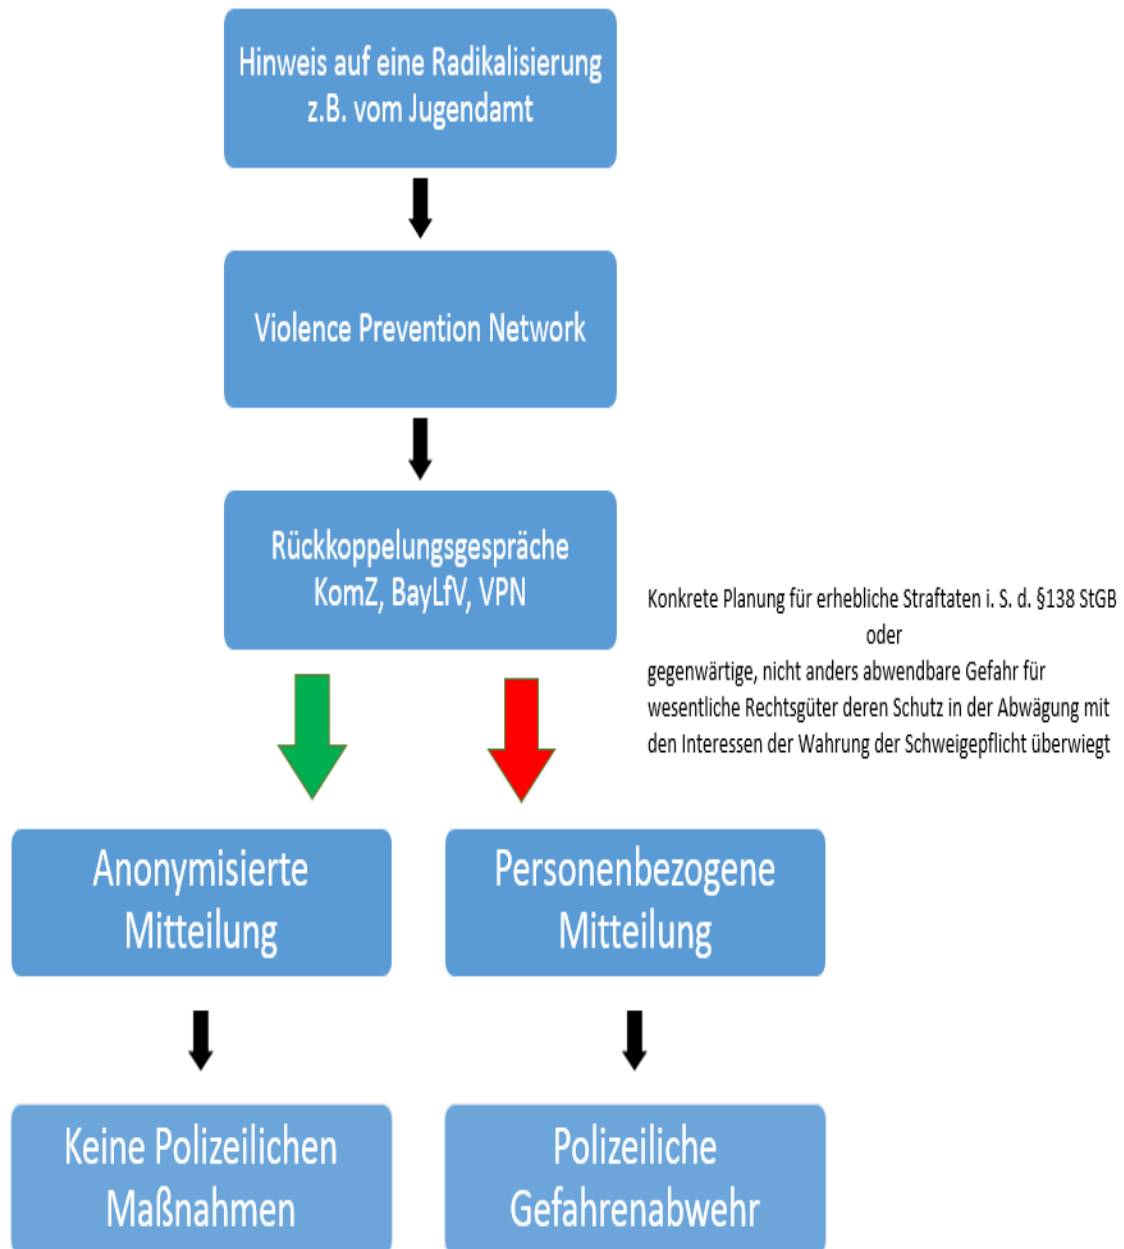 Hinweis auf eine Radikalisierung
z.B. vom Jugendamt
Violence Prevention Network
Rückkoppelungsgespräche
KomZ, BayLfV, VPN
Konkrete Planung für erhebliche Straftaten i. S. d. §138 StGB
oder
gegenwärtige, nicht anders abwendbare Gefahr für
wesentliche Rechtsgüter deren Schutz in der Abwägung mit
den Interessen der Wahrung der Schweigepflicht überwiegt
Anonymisierte
Mitteilung
Personenbezogene
Mitteilung
Keine Polizeilichen
Maßnahmen
Polizeiliche
Gefahrenabwehr